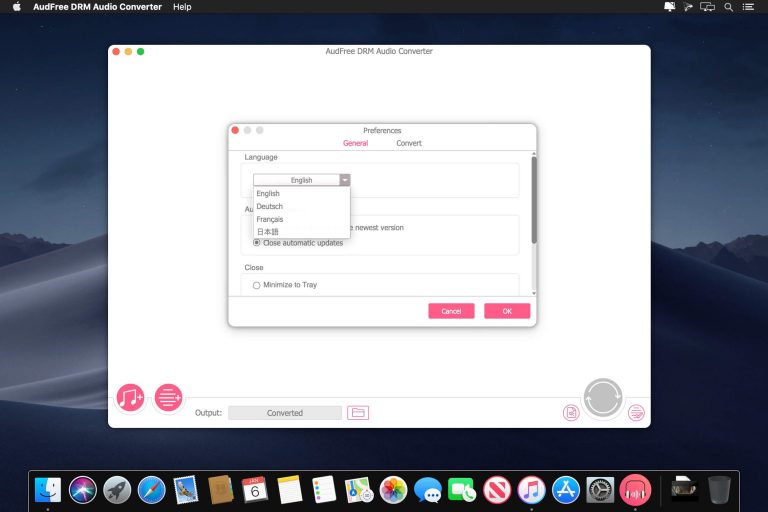 AudFree DRM Audio Converter Help
AudFree DRM Audio Converter
Preferences
General Convert
Language
English
English
Deutsch
Français
日本語
newest version
Close automatic updates
Close
Minimize to Tray
Cancel OK
Output: Converted
JAN
6